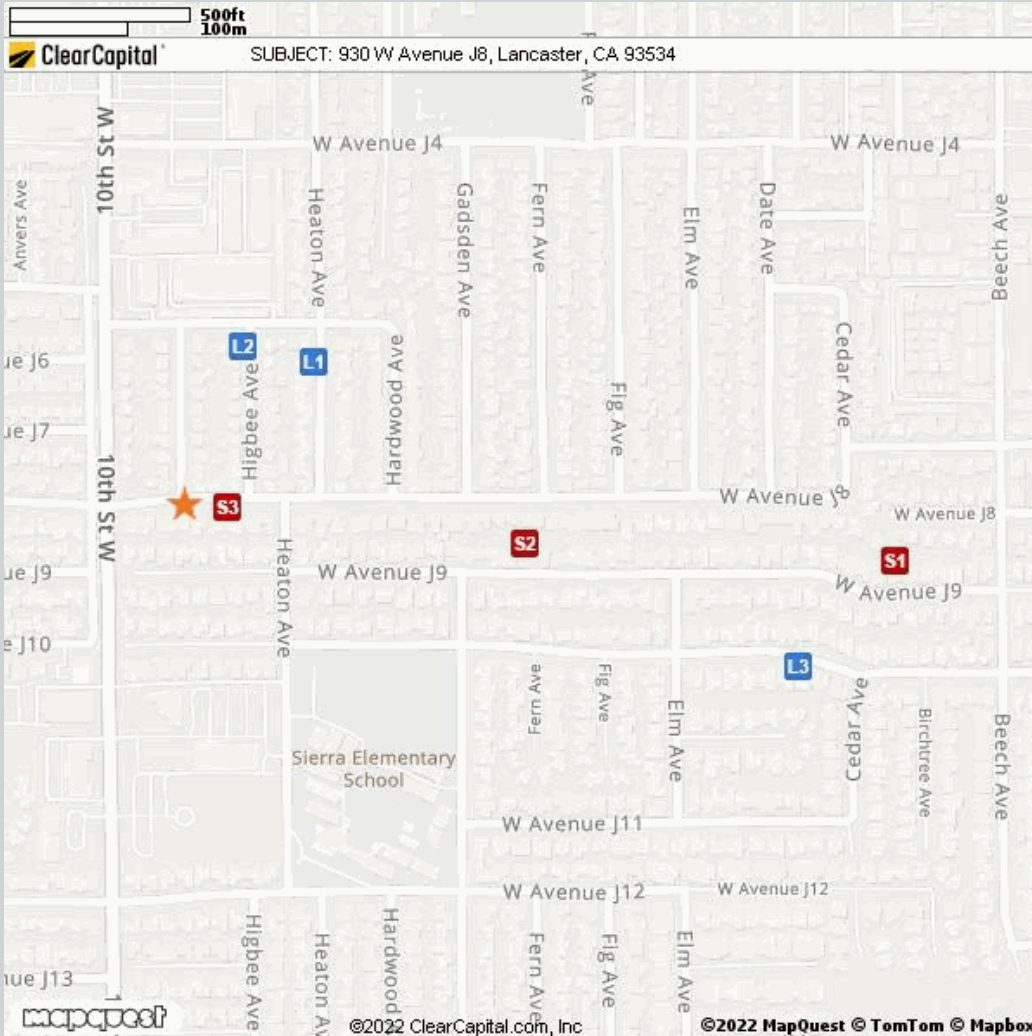 500ft
100m
ClearCapital
SUBJECT: 930 W Avenue J8, Lancaster, CA 93534
Ave
W Avenue J4
W Avenue J4
10th St W
Anvers Ave
Heaton Ave
Gadsden Ave
Fern Ave
Elm Ave
Date Ave
Beech Ave
L2
L1
ue J6
Higbee Ave
Hardwood Ave
Fig Ave
Cedar Ave
ue J7
10th St W
S3
W Avenue J8
W Avenue J8
S2
S1
ue J9
Heaton Ave
W Avenue J9
W Avenue J9
e J10
L3
Fern Ave
Fig Ave
Elm Ave
Cedar Ave
Birchtree Ave
Beech Ave
Sierra Elementary
School
W Avenue J11
W Avenue J12
W Avenue J12
Higbee Ave
Heaton Av
Hardwood
Fern Ave
Fig Ave
Elm Ave
nue J13
mapquest
©2022 ClearCapital.com, Inc
©2022 MapQuest © TomTom © Mapbox